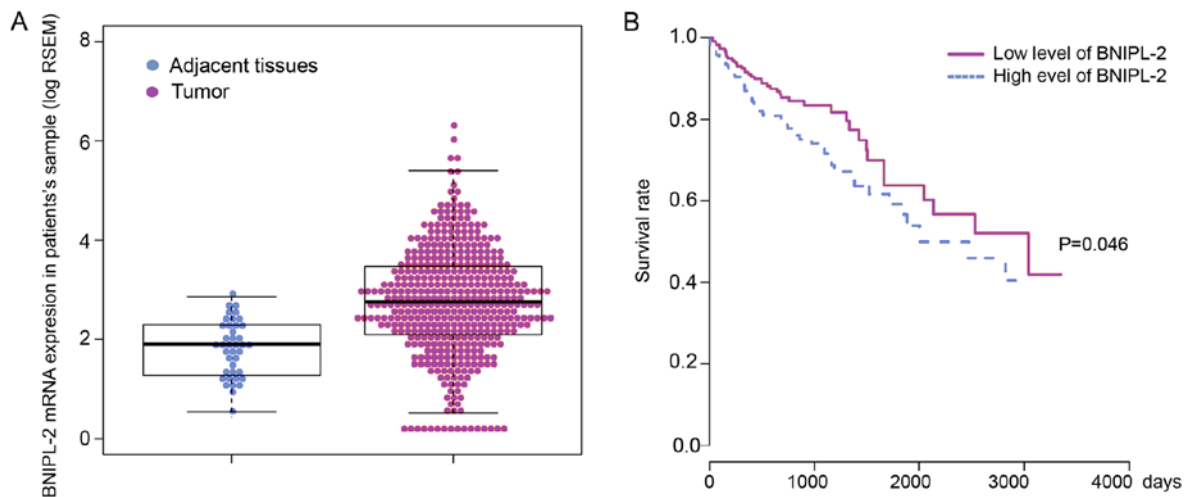 A
BNIPL-2 mRNA expresion in patients's sample (log RSEM)
8
6
4
2
0
Adjacent tissues
Tumor
B
Survival rate
1.0
0.8
0.6
0.4
0.2
0.0
Low level of BNIPL-2
High evel of BNIPL-2
P=0.046
0 1000 2000 3000 4000 days